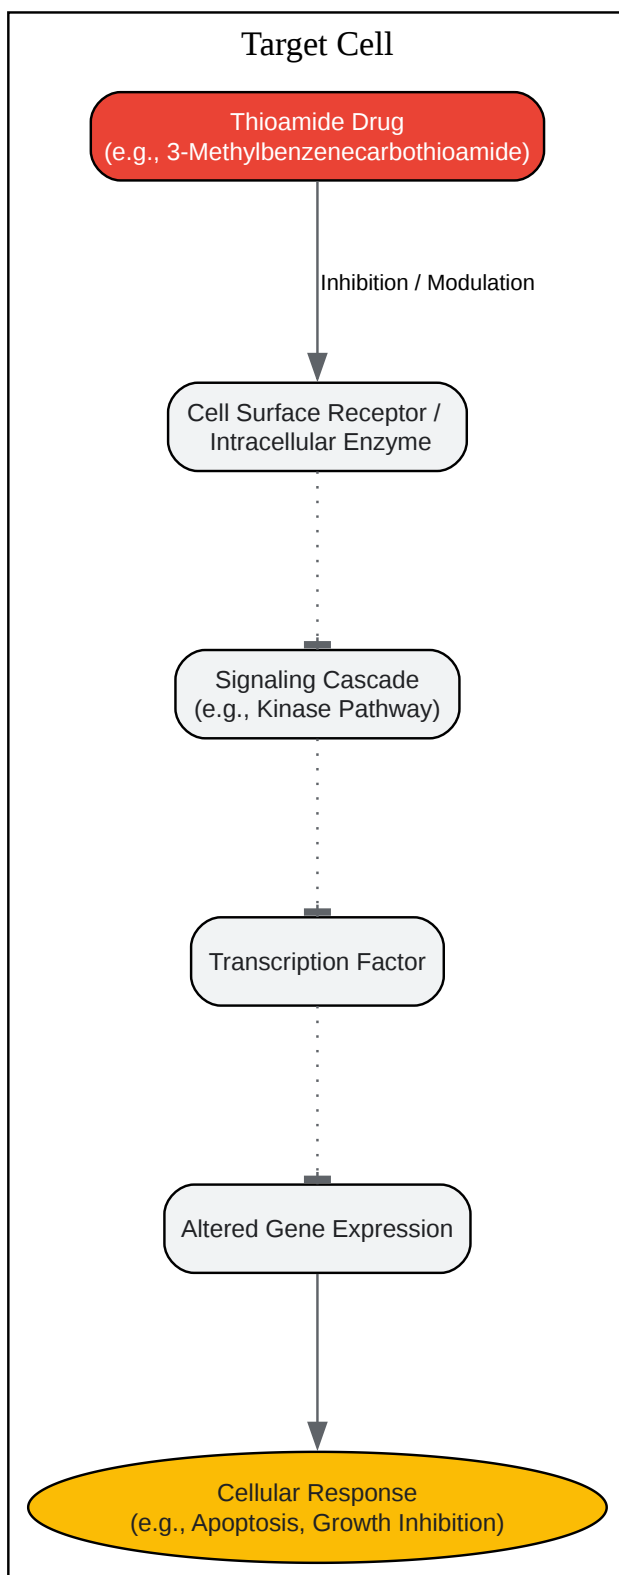 Target Cell
Thioamide Drug
(e.g., 3-Methylbenzenecarbothioamide)
Inhibition / Modulation
Cell Surface Receptor /
Intracellular Enzyme
Signaling Cascade
(e.g., Kinase Pathway)
Transcription Factor
Altered Gene Expression
Cellular Response
(e.g., Apoptosis, Growth Inhibition)